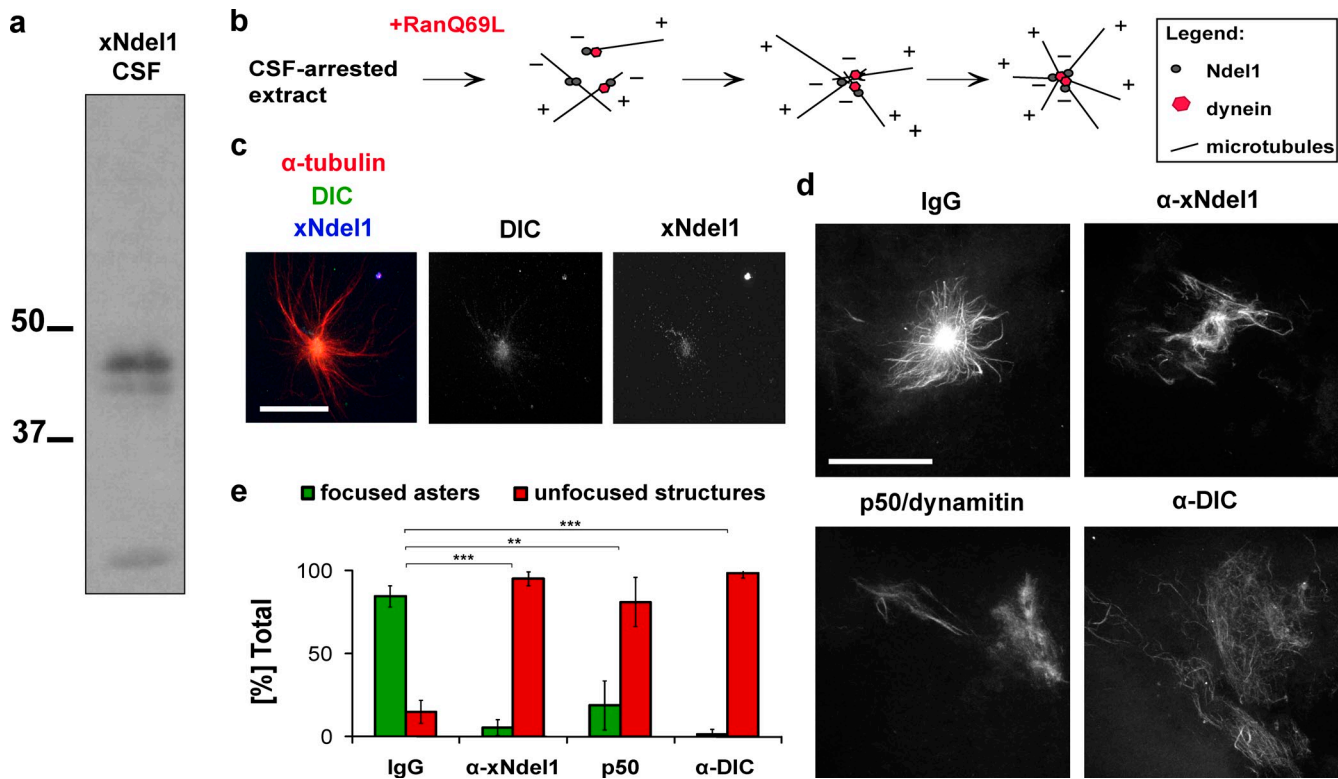 a
xNdel1
CSF
50
37
b
+RanQ69L
CSF-arrested
extract
− + − − + +
− + − + +
+ + + − − + +
Legend:
Ndel1
dynein
microtubules
c
α-tubulin
DIC
xNdel1
DIC
xNdel1
d
IgG
α-xNdel1
p50/dynamitin
α-DIC
e
focused asters
unfocused structures
***
**
***
[%] Total
100
50
0
IgG
α-xNdel1
p50
α-DIC